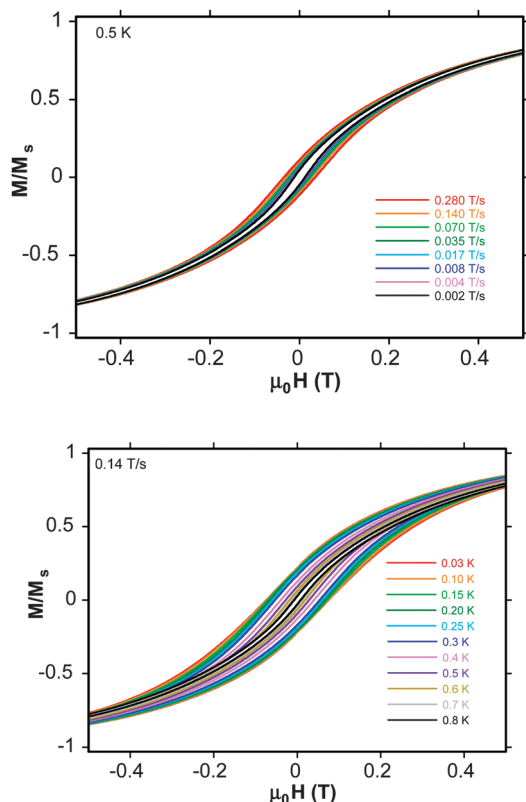 0.5 K
1
0.5
0
-0.5
-1
M/Ms
0.280 T/s
0.140 T/s
0.070 T/s
0.035 T/s
0.017 T/s
0.008 T/s
0.004 T/s
0.002 T/s
-0.4 -0.2 0 0.2 0.4
μ0H (T)
0.14 T/s
1
0.5
0
-0.5
-1
M/Ms
0.03 K
0.10 K
0.15 K
0.20 K
0.25 K
0.3 K
0.4 K
0.5 K
0.6 K
0.7 K
0.8 K
-0.4 -0.2 0 0.2 0.4
μ0H (T)